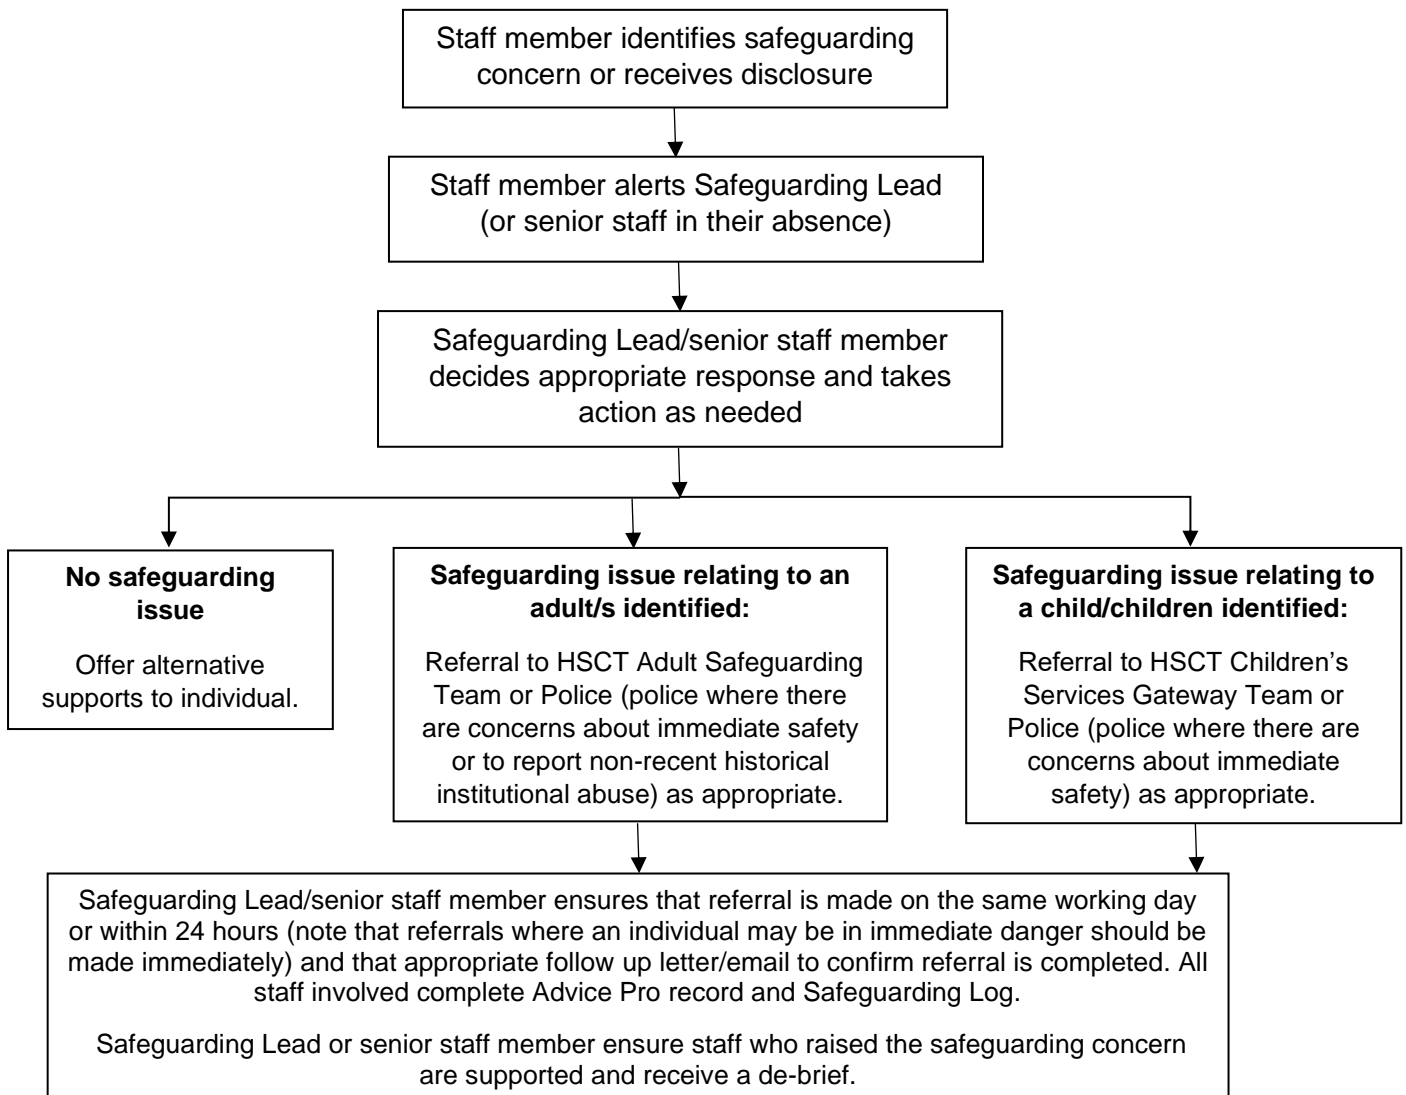 Staff member identifies safeguarding
concern or receives disclosure
Staff member alerts Safeguarding Lead
(or senior staff in their absence)
Safeguarding Lead/senior staff member
decides appropriate response and takes
action as needed
No safeguarding
issue
Offer alternative
supports to individual.
Safeguarding issue relating to an
adult/s identified:
Referral to HSCT Adult Safeguarding
Team or Police (police where there
are concerns about immediate safety
or to report non-recent historical
institutional abuse) as appropriate.
Safeguarding issue relating to
a child/children identified:
Referral to HSCT Children’s
Services Gateway Team or
Police (police where there are
concerns about immediate
safety) as appropriate.
Safeguarding Lead/senior staff member ensures that referral is made on the same working day
or within 24 hours (note that referrals where an individual may be in immediate danger should be
made immediately) and that appropriate follow up letter/email to confirm referral is completed. All
staff involved complete Advice Pro record and Safeguarding Log.
Safeguarding Lead or senior staff member ensure staff who raised the safeguarding concern
are supported and receive a de-brief.